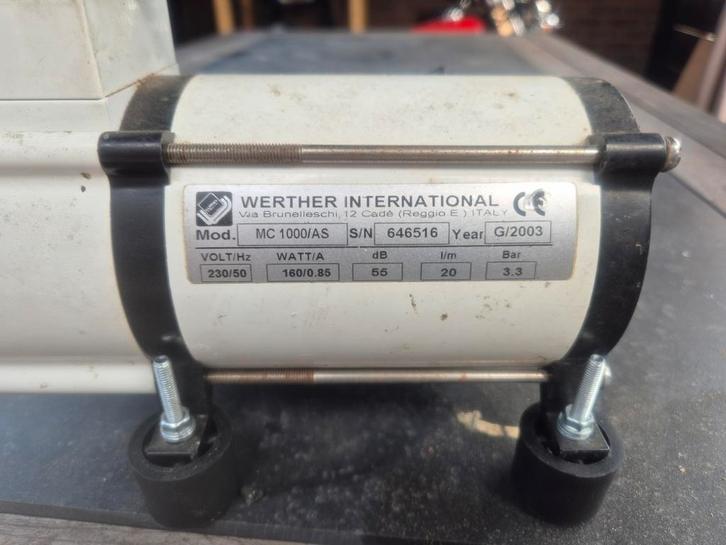 WERTHER INTERNATIONAL CE
Via Brunelleschi, 12 Cadè (Reggio E.) ITALY
Mod. MC 1000/AS S/N 646516 Year G/2003
VOLT/Hz WATT/A dB l/m Bar
230/50 160/0.85 55 20 3.3